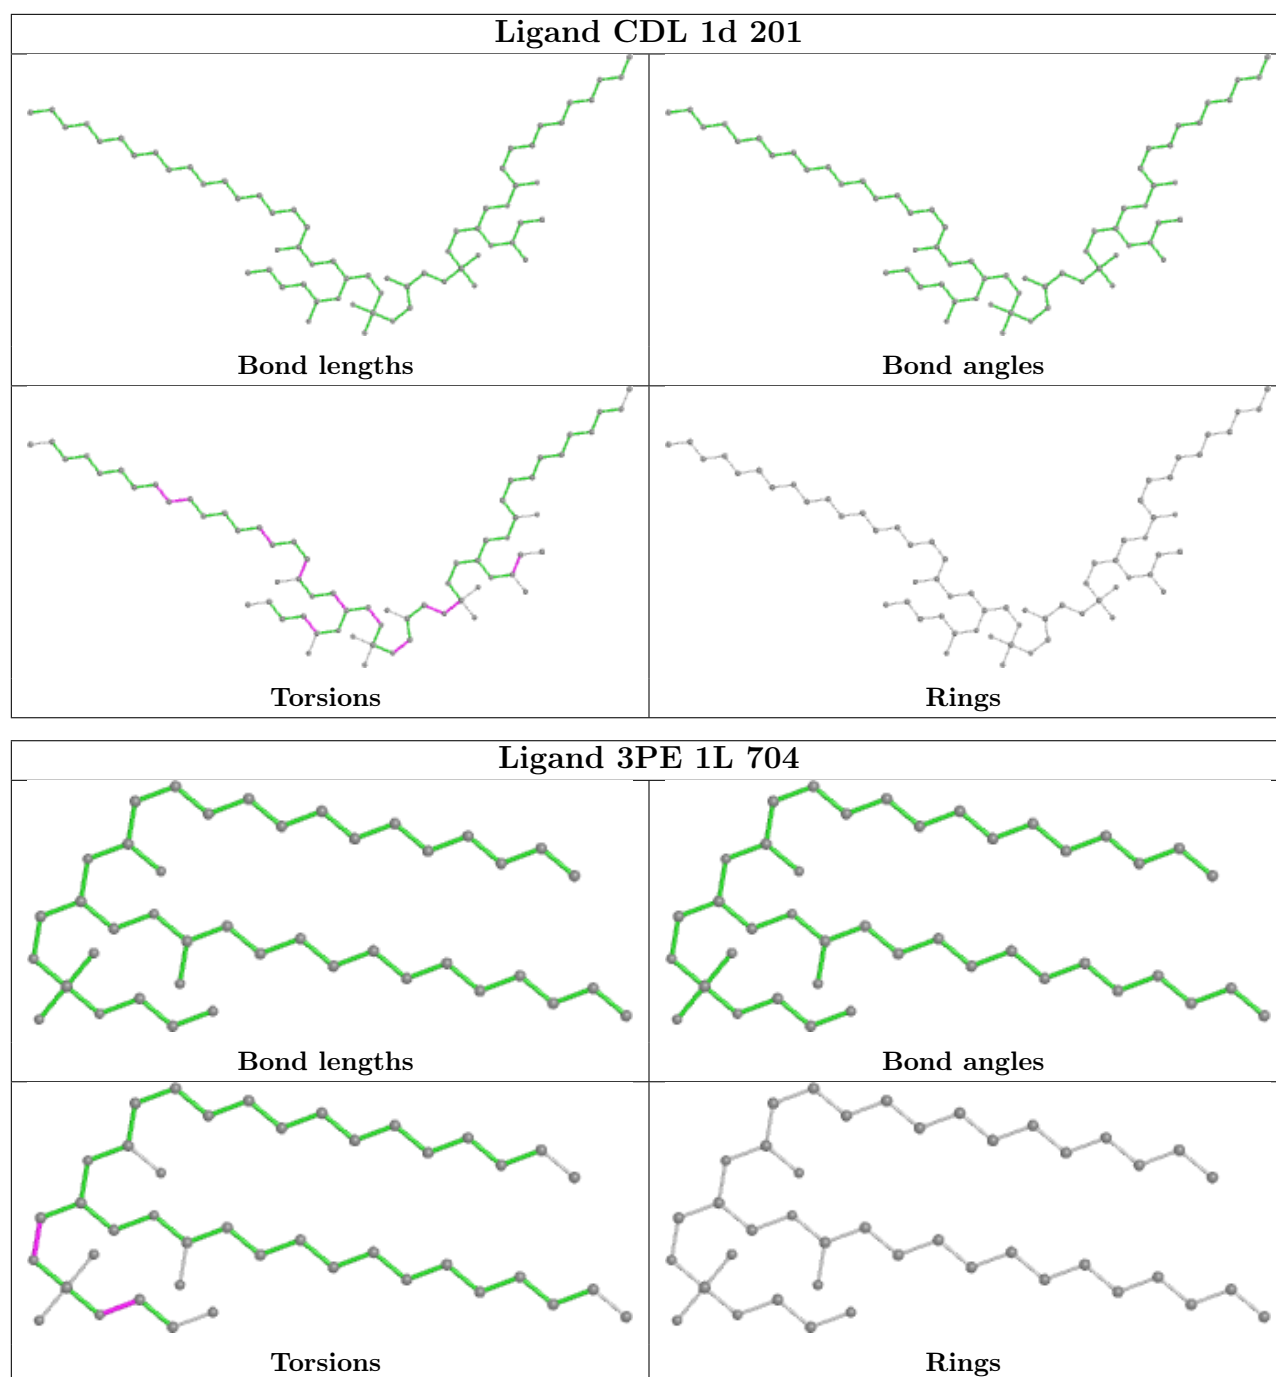 Ligand CDL 1d 201
Bond lengths
Bond angles
Torsions
Rings
Ligand 3PE 1L 704
Bond lengths
Bond angles
Torsions
Rings